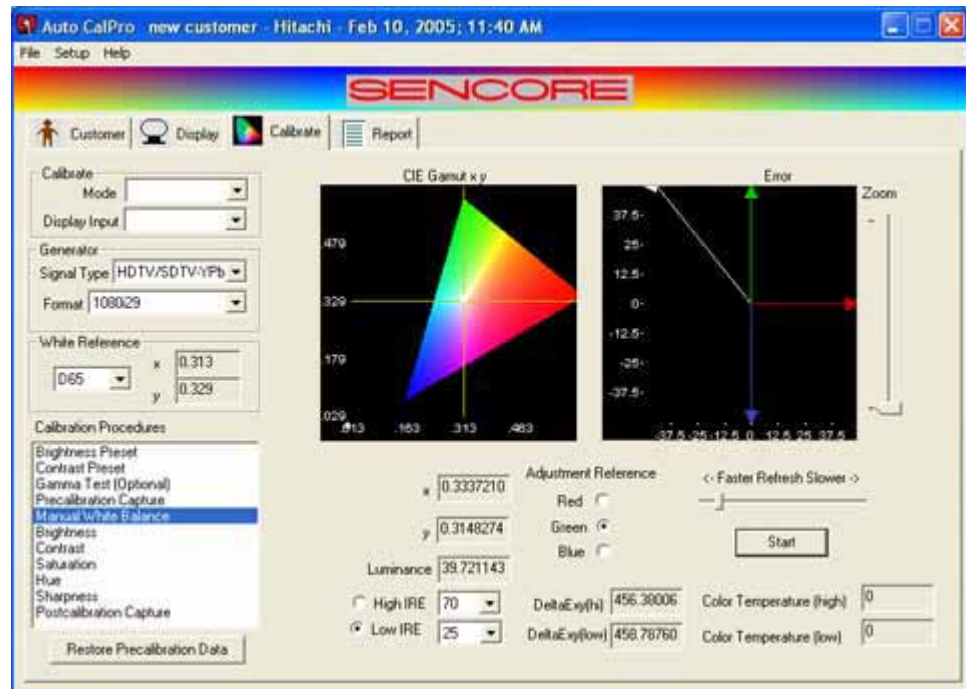 Auto CalPro new customer - Hitachi - Feb 10, 2005; 11:40 AM
File Setup Help
SENCORE
Customer Display Calibrate Report
Calibrate
Mode
Display Input
Generator
Signal Type HDTV/SDTV-YPb
Format 1080i29
White Reference
D65
x 0.313
y 0.329
Calibration Procedures
Brightness Preset
Contrast Preset
Gamma Test (Optional)
Precalibration Capture
Manual White Balance
Brightness
Contrast
Saturation
Hue
Sharpness
Postcalibration Capture
Restore Precalibration Data
CIE Gamut x y
.479
.329
.179
.029
.013 .163 .313 .463
Error
37.5-
25-
12.5-
0-
-12.5-
-25-
-37.5-
-37.5 -25 -12.5 0 12.5 25 37.5
Zoom
x 0.3337210
y 0.3148274
Luminance 39.721143
High IRE 70
Low IRE 25
Adjustment Reference
Red
Green
Blue
<- Faster Refresh Slower ->
Start
DeltaExy(hi) 456.38006
DeltaExy(low) 458.78760
Color Temperature (high) 0
Color Temperature (low) 0